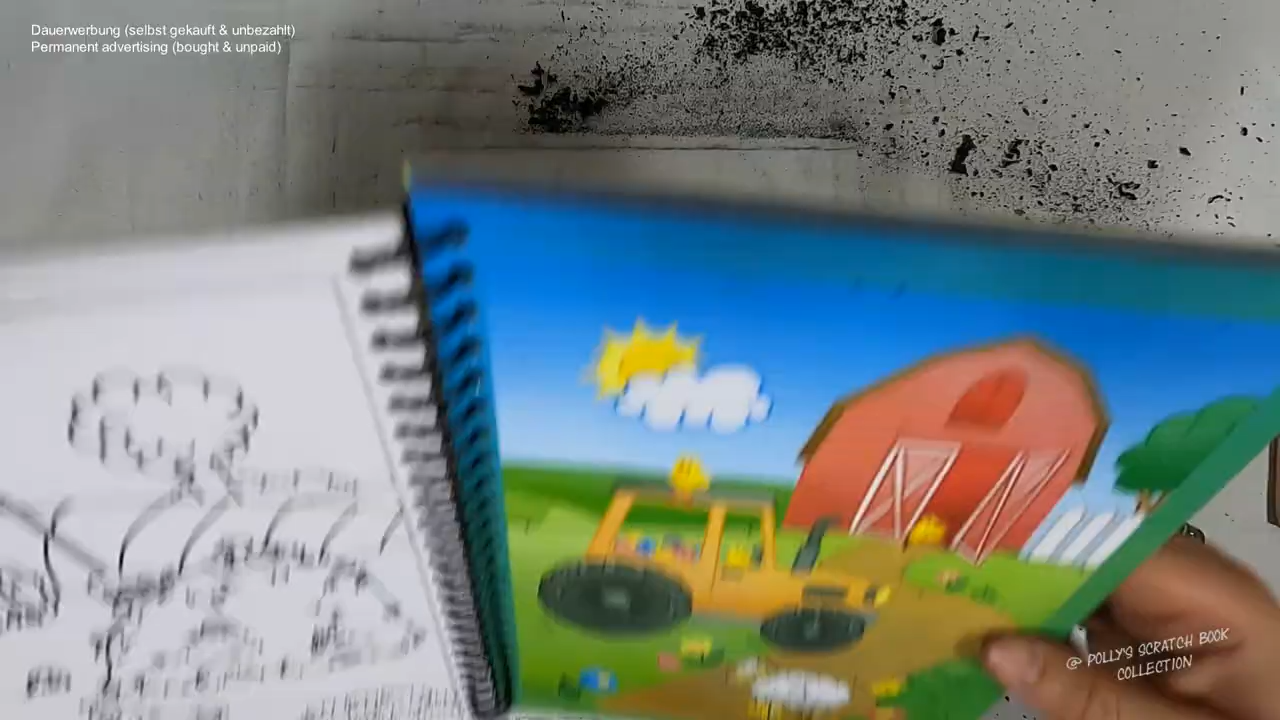 Dauerwerbung (selbst gekauft & unbezahlt)
Permanent advertising (bought & unpaid)
@ POLLY'S SCRATCH BOOK
COLLECTION